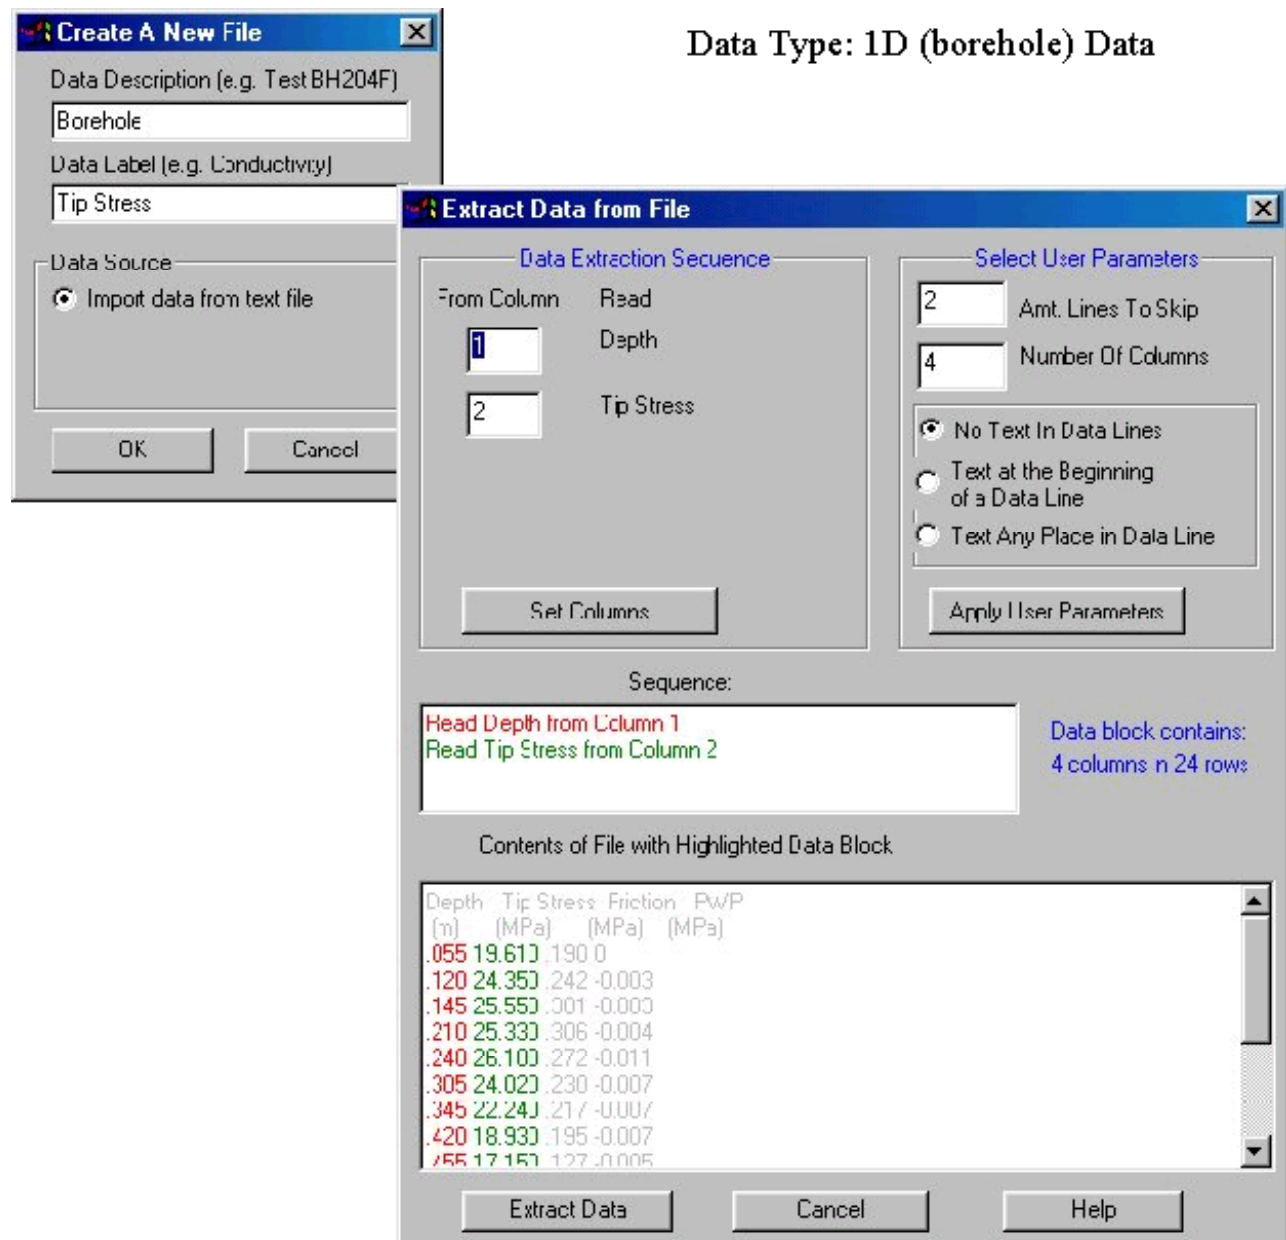 Create A New File
Data Type: 1D (borehole) Data
Data Description (e.g. Test BH204F)
Borehole
Data Label (e.g. Conductivity)
Tip Stress
Data Source
Import data from text file
OK Cancel
Extract Data from File
Data Extraction Sequence
From Column Read
1 Depth
2 Tip Stress
Set Columns
Select User Parameters
2 Amt. Lines To Skip
4 Number Of Columns
No Text In Data Lines
Text at the Beginning
of a Data Line
Text Any Place in Data Line
Apply User Parameters
Sequence:
Read Depth from Column 1
Read Tip Stress from Column 2
Data block contains:
4 columns in 24 rows
Contents of File with Highlighted Data Block
Depth Tip Stress Friction PWP
(m) (MPa) (MPa) (MPa)
.055 19.610 .190 0
.120 24.350 .242 -0.003
.145 25.550 -0.003
.210 25.330 .306 -0.004
.240 26.100 .272 -0.011
.305 24.020 .230 -0.007
.345 22.240 .217 -0.007
.420 18.930 .195 -0.007
.455 17.150 .127 -0.005
Extract Data Cancel Help